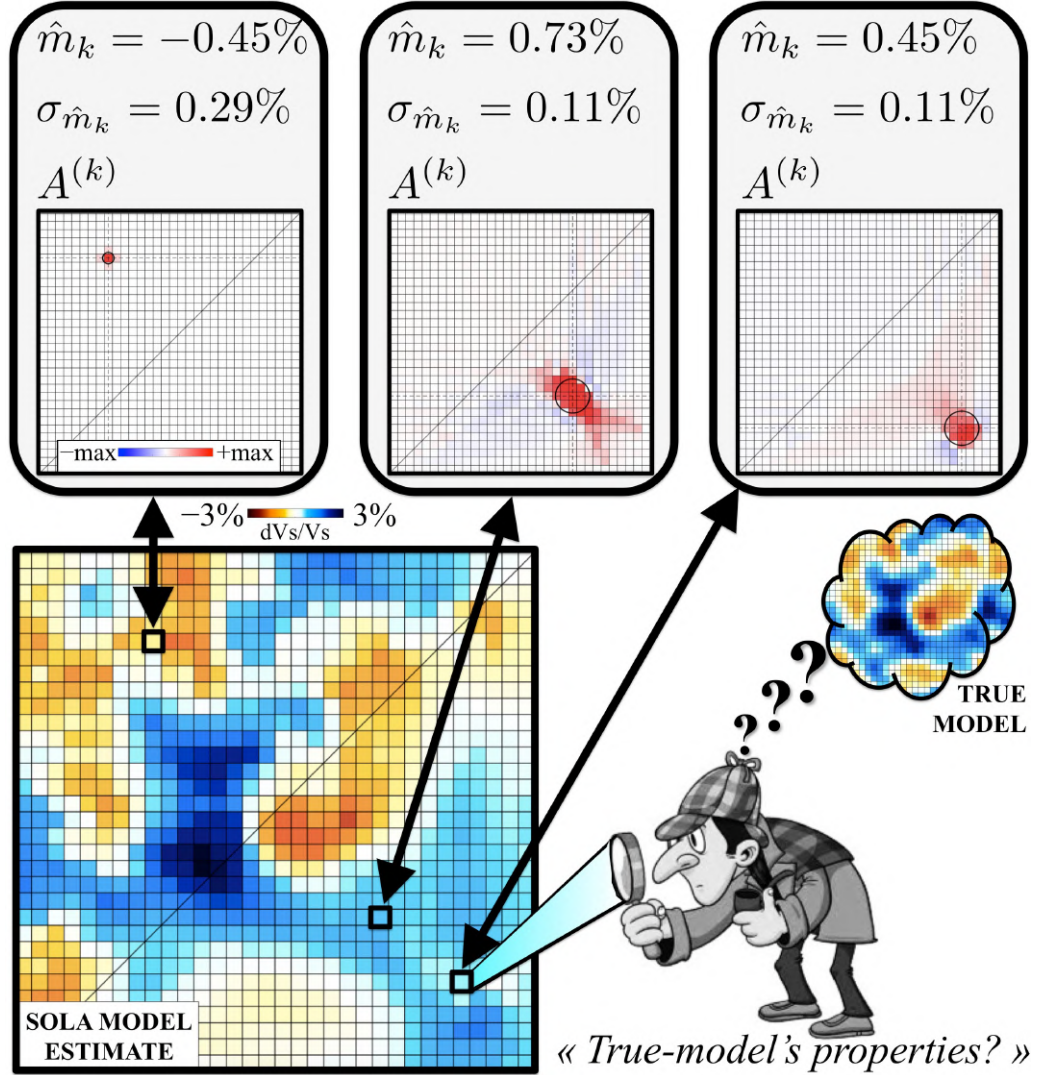 m̂_k = −0.45%
σ_m̂_k = 0.29%
A^(k)
−max +max
m̂_k = 0.73%
σ_m̂_k = 0.11%
A^(k)
m̂_k = 0.45%
σ_m̂_k = 0.11%
A^(k)
−3% 3%
dVs/Vs
? ? ?
TRUE
MODEL
SOLA MODEL
ESTIMATE
« True-model's properties? »